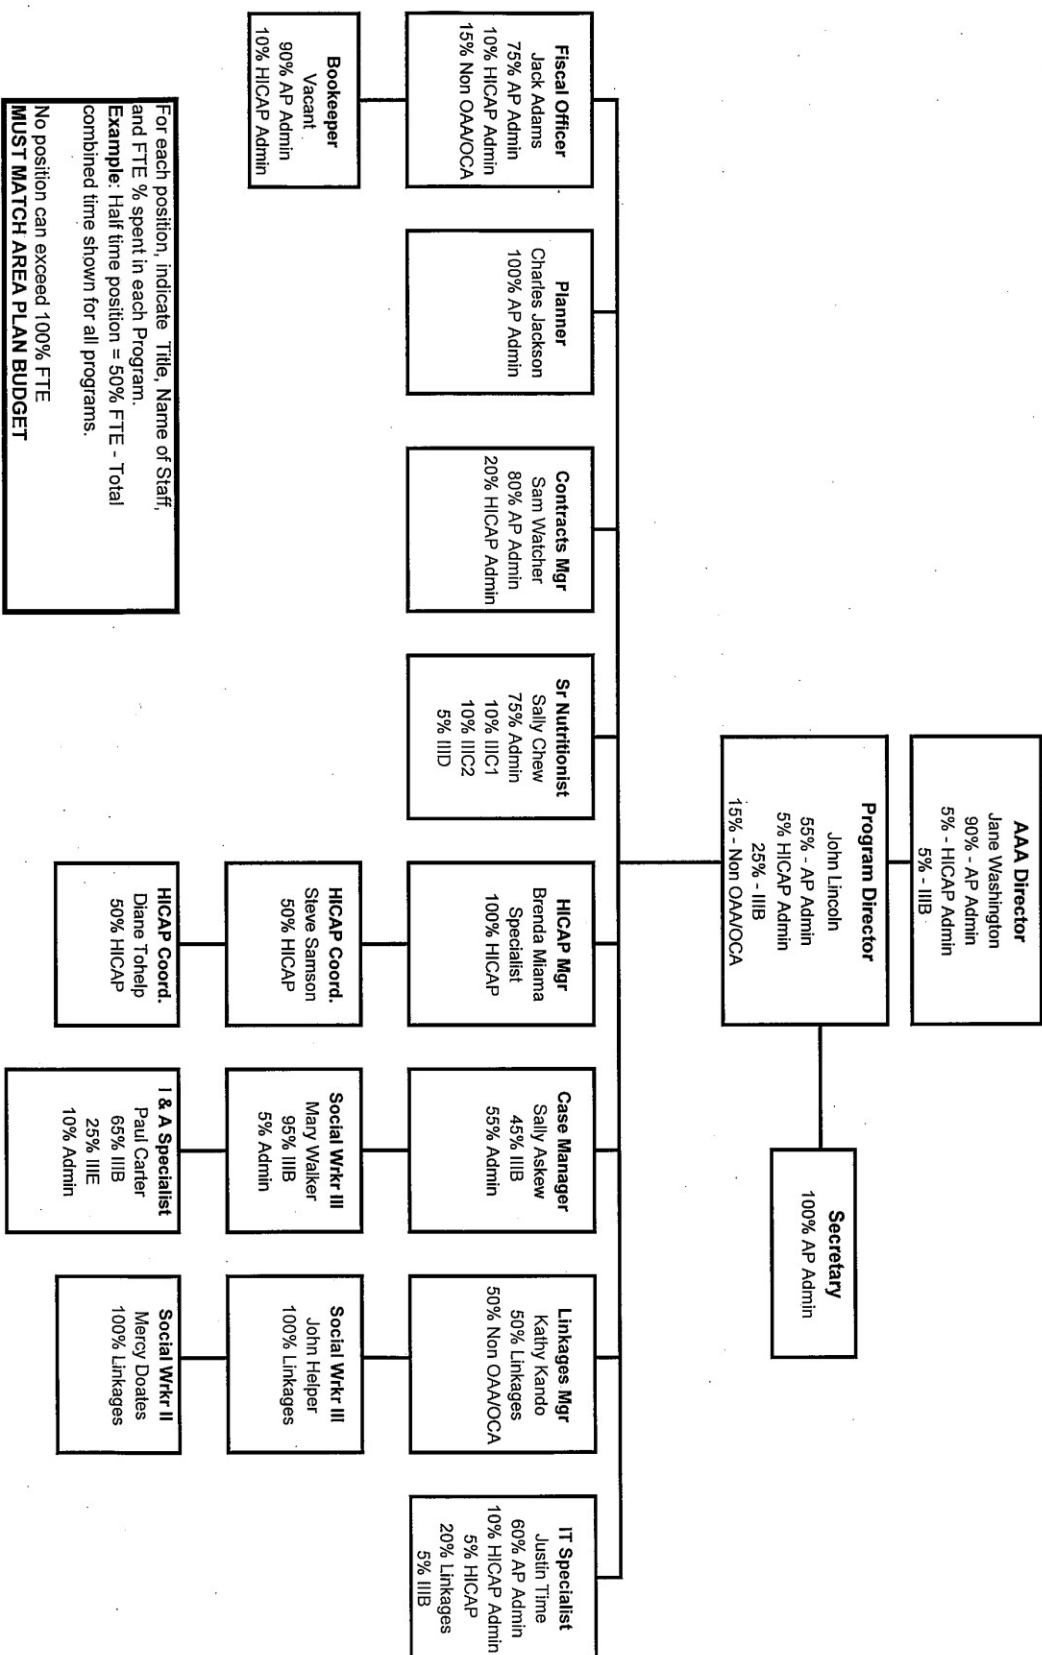 AAA Director
Jane Washington
90% - AP Admin
5% - HICAP Admin
5% - IIIB
Program Director
John Lincoln
55% - AP Admin
5% HICAP Admin
25% - IIIB
15% - Non OAA/OCA
Secretary
100% AP Admin
Fiscal Officer
Jack Adams
75% AP Admin
10% HICAP Admin
15% Non OAA/OCA
Planner
Charles Jackson
100% AP Admin
Contracts Mgr
Sam Watcher
80% AP Admin
20% HICAP Admin
Sr Nutritionist
Sally Chew
75% Admin
10% IIIC1
10% IIIC2
5% IIID
HICAP Mgr
Brenda Miama
Specialist
100% HICAP
Case Manager
Sally Askew
45% IIIB
55% Admin
Linkages Mgr
Kathy Kando
50% Linkages
50% Non OAA/OCA
IT Specialist
Justin Time
60% AP Admin
10% HICAP Admin
5% HICAP
20% Linkages
5% IIIB
Bookeeper
Vacant
90% AP Admin
10% HICAP Admin
HICAP Coord.
Steve Samson
50% HICAP
Social Wrkr III
Mary Walker
95% IIIB
5% Admin
Social Wrkr III
John Helper
100% Linkages
HICAP Coord.
Diane Tohelp
50% HICAP
I & A Specialist
Paul Carter
65% IIIB
25% IIIE
10% Admin
Social Wrkr II
Mercy Doates
100% Linkages
For each position, indicate Title, Name of Staff,
and FTE % spent in each Program.
Example: Half time position = 50% FTE - Total
combined time shown for all programs.
No position can exceed 100% FTE
MUST MATCH AREA PLAN BUDGET